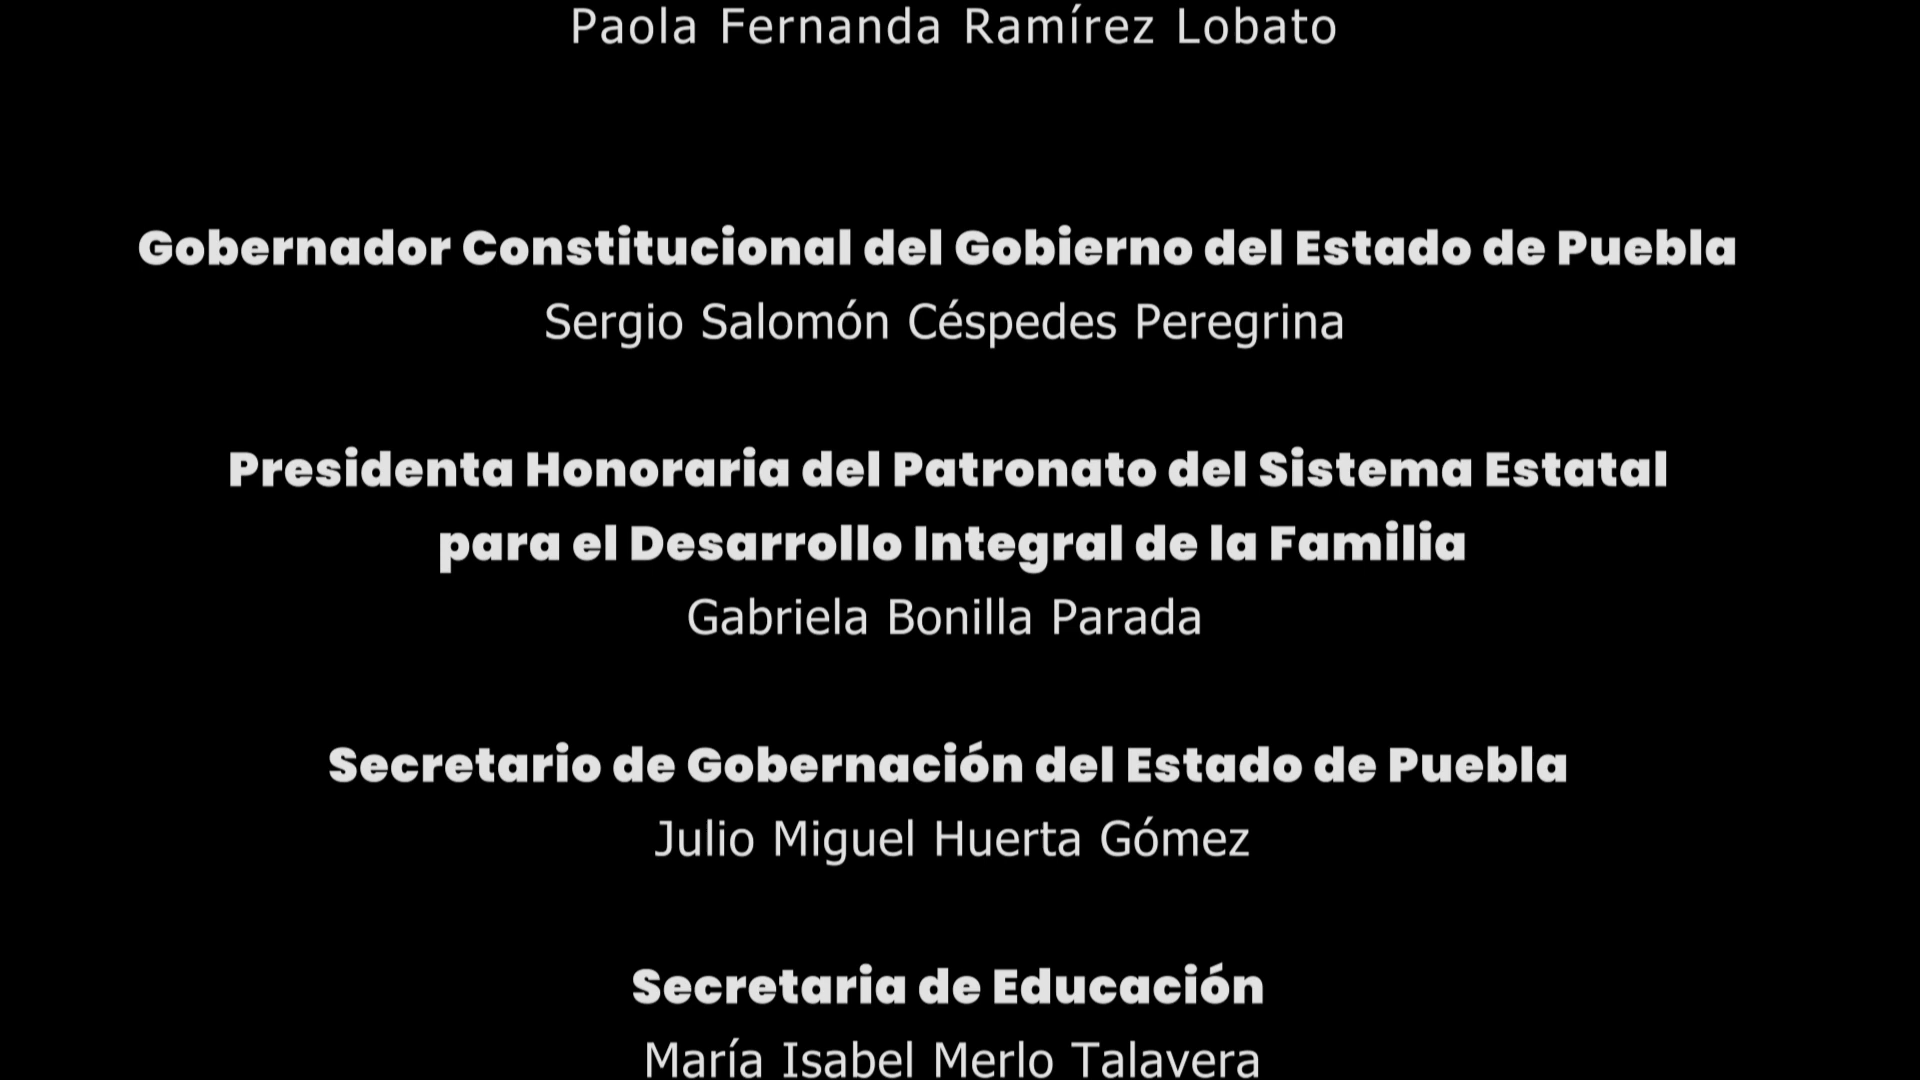 Paola Fernanda Ramírez Lobato
Gobernador Constitucional del Gobierno del Estado de Puebla
Sergio Salomón Céspedes Peregrina
Presidenta Honoraria del Patronato del Sistema Estatal
para el Desarrollo Integral de la Familia
Gabriela Bonilla Parada
Secretario de Gobernación del Estado de Puebla
Julio Miguel Huerta Gómez
Secretaria de Educación
María Isabel Merlo Talavera